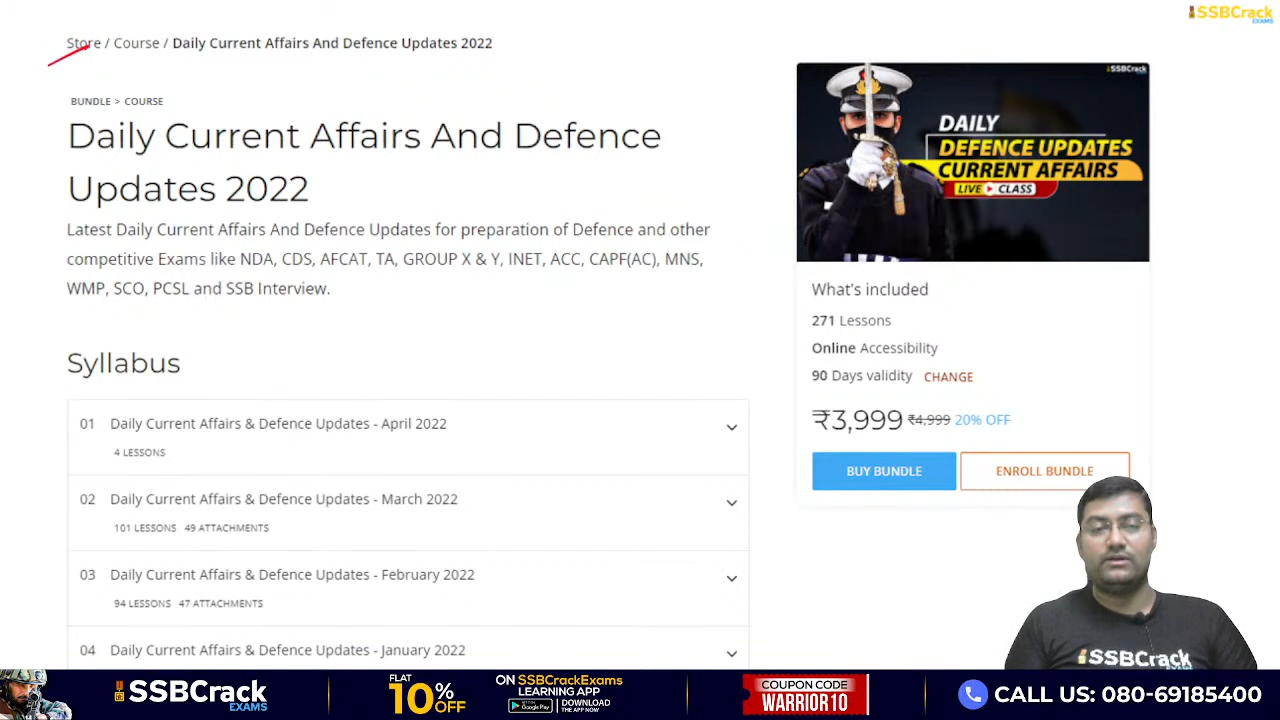 SSBCrack
EXAMS
Store / Course / Daily Current Affairs And Defence Updates 2022
BUNDLE > COURSE
Daily Current Affairs And Defence
Updates 2022
Latest Daily Current Affairs And Defence Updates for preparation of Defence and other
competitive Exams like NDA, CDS, AFCAT, TA, GROUP X & Y, INET, ACC, CAPF(AC), MNS,
WMP, SCO, PCSL and SSB Interview.
Syllabus
01 Daily Current Affairs & Defence Updates - April 2022
4 LESSONS
02 Daily Current Affairs & Defence Updates - March 2022
101 LESSONS 49 ATTACHMENTS
03 Daily Current Affairs & Defence Updates - February 2022
94 LESSONS 47 ATTACHMENTS
04 Daily Current Affairs & Defence Updates - January 2022
SSBCrack
DAILY
DEFENCE UPDATES
CURRENT AFFAIRS
LIVE CLASS
What's included
271 Lessons
Online Accessibility
90 Days validity CHANGE
₹3,999 ₹4,999 20% OFF
BUY BUNDLE
ENROLL BUNDLE
SSBCrack
EXAMS
SSBCrack
EXAMS
FLAT
10% OFF
ON SSBCrackExams
LEARNING APP
Google Play
DOWNLOAD
THE APP NOW
COUPON CODE
WARRIOR10
CALL US: 080-69185400